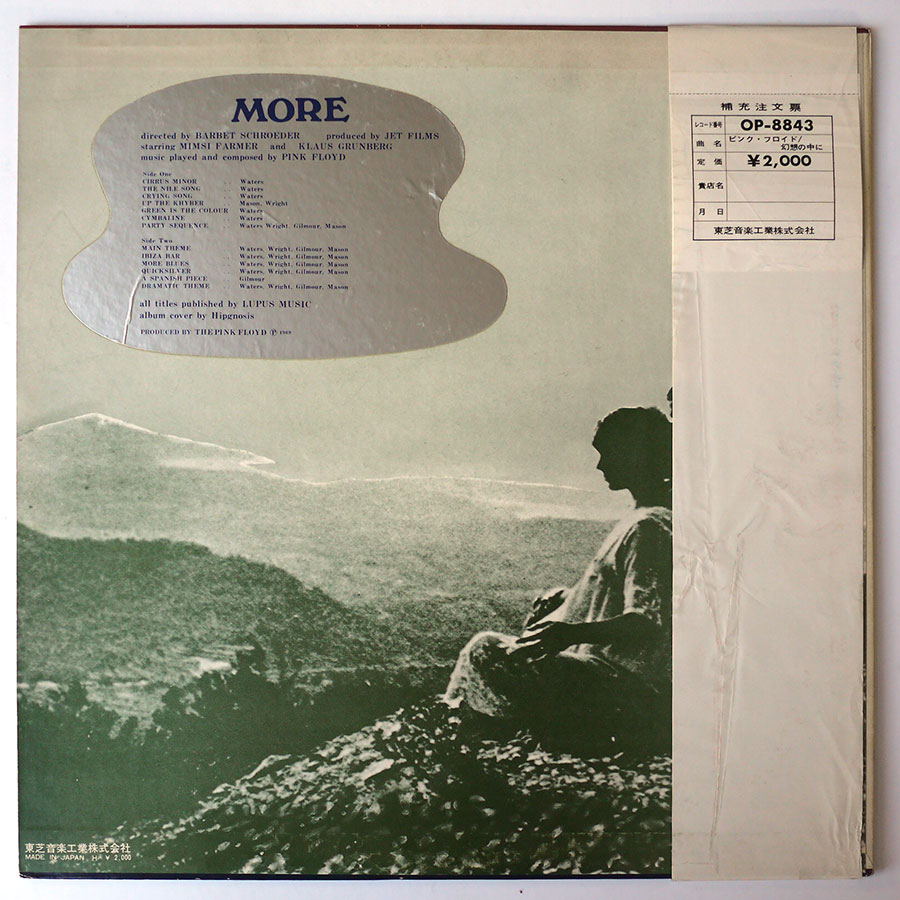 MORE
directed by BARBET SCHROEDER produced by JET FILMS
starring MIMSI FARMER and KLAUS GRUNBERG
music played and composed by PINK FLOYD
Side One
CIRRUS MINOR .. Waters
THE NILE SONG .. Waters
CRYING SONG .. Waters
UP THE KHYBER .. Mason, Wright
GREEN IS THE COLOUR Waters
CYMBALINE .. Waters
PARTY SEQUENCE .. Waters Wright, Gilmour, Mason
Side Two
MAIN THEME .. Waters, Wright, Gilmour, Mason
IBIZA BAR .. Waters, Wright, Gilmour, Mason
MORE BLUES .. Waters, Wright, Gilmour, Mason
QUICKSILVER .. Waters, Wright, Gilmour, Mason
A SPANISH PIECE .. Gilmour
DRAMATIC THEME .. Waters, Wright, Gilmour, Mason
all titles published by LUPUS MUSIC
album cover by Hipgnosis
PRODUCED BY THE PINK FLOYD ℗ 1969
補充注文票
レコード番号 OP-8843
曲名 ピンク・フロイド/
幻想の中に
定価 ¥2,000
貴店名
月日
東芝音楽工業株式会社
東芝音楽工業株式会社
MADE IN JAPAN H-¥2,000